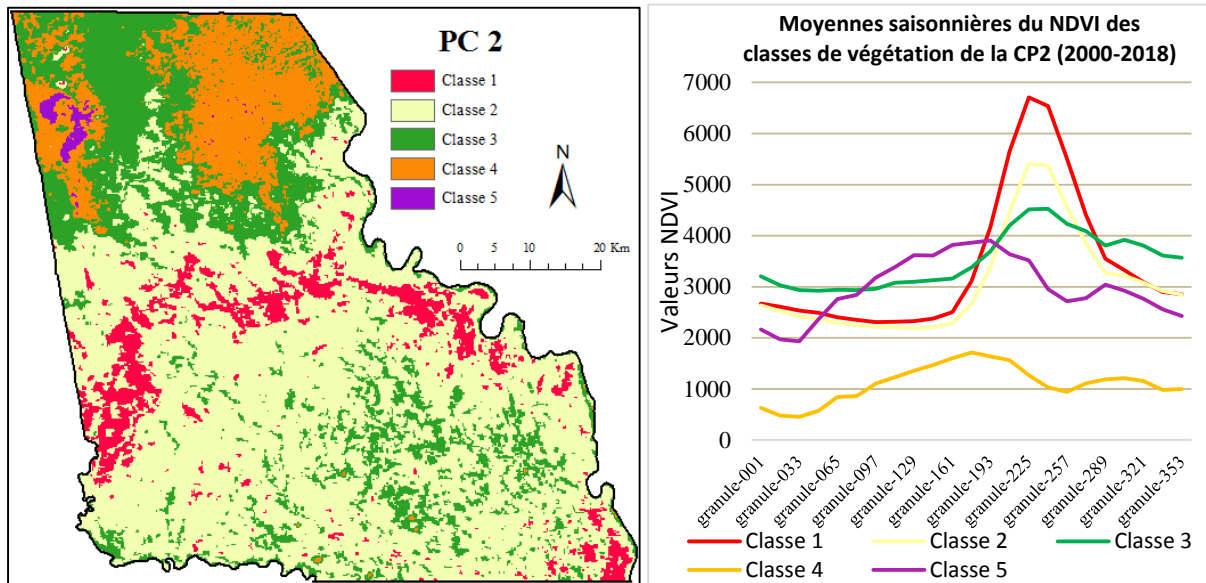 PC 2
Classe 1
Classe 2
Classe 3
Classe 4
Classe 5
N
0 5 10 20 Km
Moyennes saisonnières du NDVI des
classes de végétation de la CP2 (2000-2018)
Valeurs NDVI
7000
6000
5000
4000
3000
2000
1000
0
granule-001
granule-033
granule-065
granule-097
granule-129
granule-161
granule-193
granule-225
granule-257
granule-289
granule-321
granule-353
Classe 1 Classe 2 Classe 3
Classe 4 Classe 5